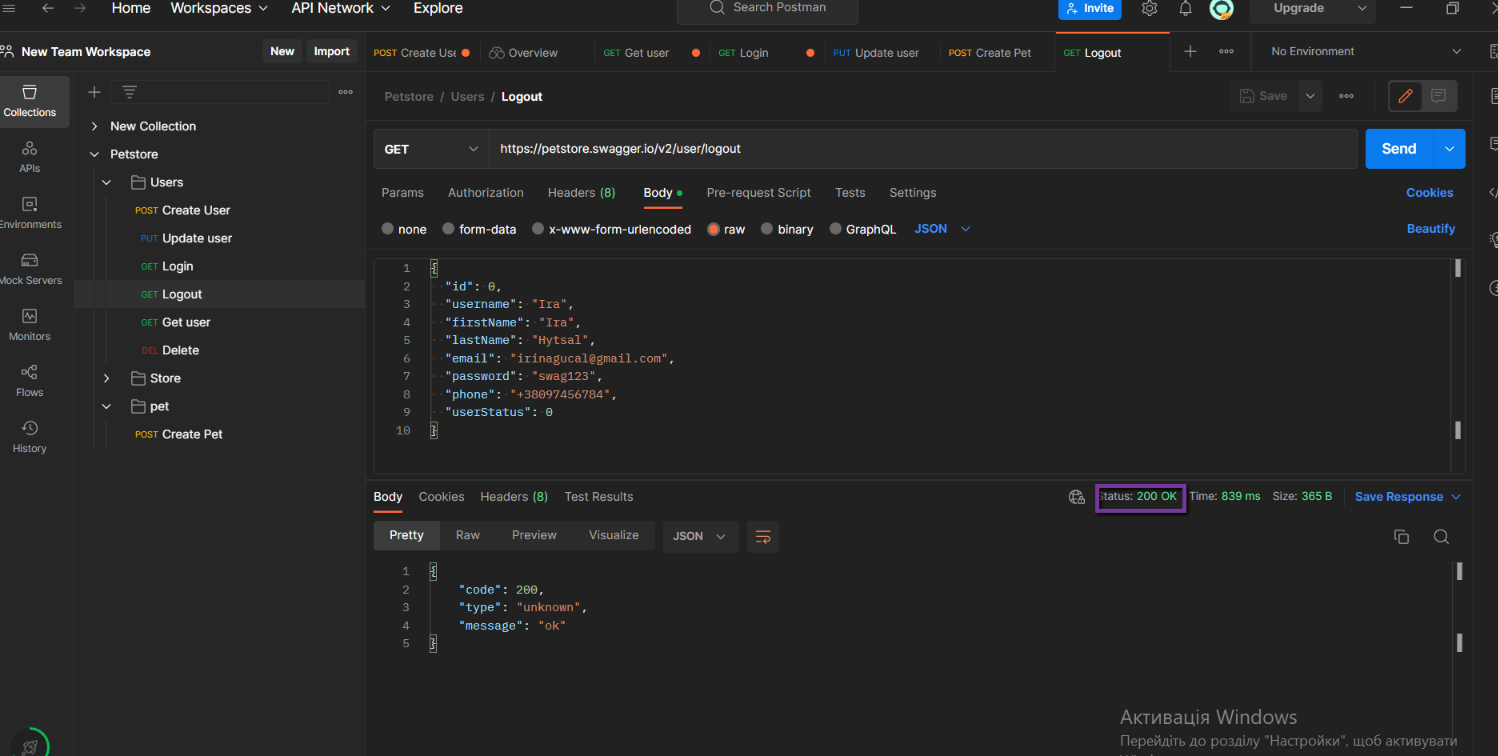 Home Workspaces API Network Explore Search Postman Invite Upgrade
New Team Workspace New Import POST Create Use Overview GET Get user GET Login PUT Update user POST Create Pet GET Logout No Environment
Collections
APIs
Environments
Mock Servers
Monitors
Flows
History
New Collection
Petstore
Users
POST Create User
PUT Update user
GET Login
GET Logout
GET Get user
DEL Delete
Store
pet
POST Create Pet
Petstore / Users / Logout Save
GET https://petstore.swagger.io/v2/user/logout Send
Params Authorization Headers (8) Body Pre-request Script Tests Settings Cookies
none form-data x-www-form-urlencoded raw binary GraphQL JSON Beautify
1 {
2 "id": 0,
3 "username": "Ira",
4 "firstName": "Ira",
5 "lastName": "Hytsal",
6 "email": "irinagucal@gmail.com",
7 "password": "swag123",
8 "phone": "+38097456784",
9 "userStatus": 0
10 }
Body Cookies Headers (8) Test Results Status: 200 OK Time: 839 ms Size: 365 B Save Response
Pretty Raw Preview Visualize JSON
1 {
2 "code": 200,
3 "type": "unknown",
4 "message": "ok"
5 }
Активація Windows
Перейдіть до розділу "Настройки", щоб активувати